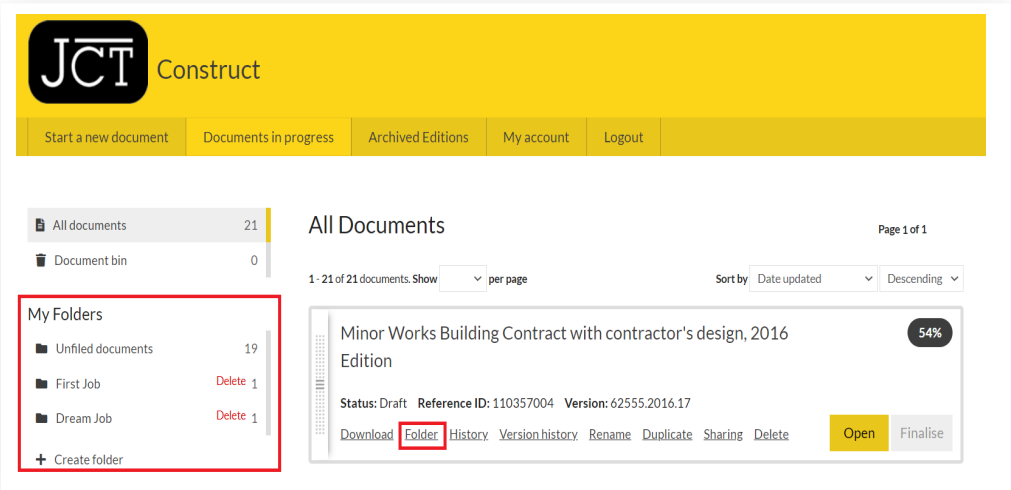 JCT Construct
Start a new document Documents in progress Archived Editions My account Logout
All documents 21
Document bin 0
My Folders
Unfiled documents 19
First Job Delete 1
Dream Job Delete 1
+ Create folder
All Documents
Page 1 of 1
1 - 21 of 21 documents. Show per page Sort by Date updated Descending
Minor Works Building Contract with contractor's design, 2016
Edition
54%
Status: Draft Reference ID: 110357004 Version: 62555.2016.17
Download Folder History Version history Rename Duplicate Sharing Delete
Open Finalise